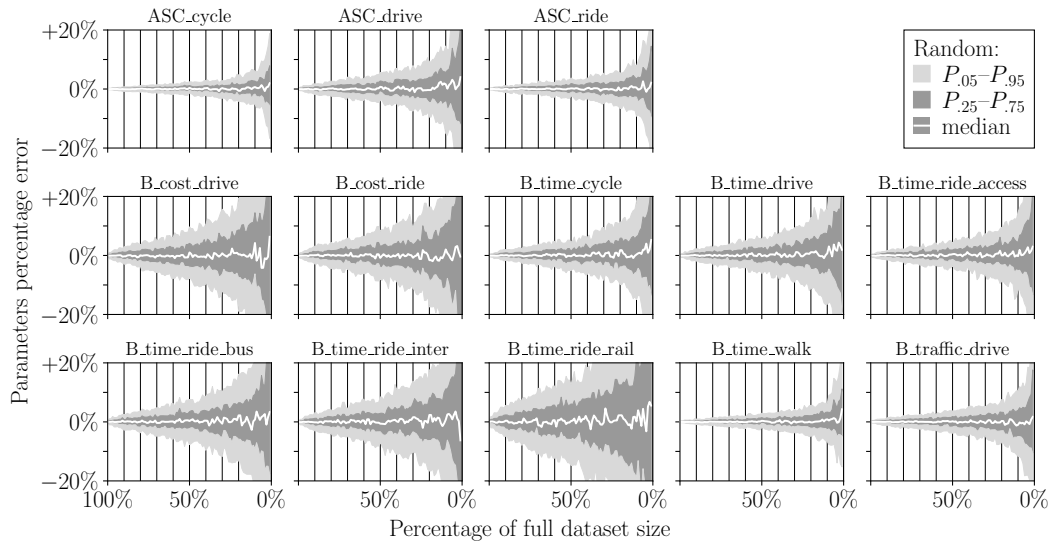 ASC_cycle ASC_drive ASC_ride
+20%
0%
−20%
Random:
P.05–P.95
P.25–P.75
median
Parameters percentage error
B_cost_drive B_cost_ride B_time_cycle B_time_drive B_time_ride_access
+20%
0%
−20%
B_time_ride_bus B_time_ride_inter B_time_ride_rail B_time_walk B_traffic_drive
+20%
0%
−20%
100% 50% 0% 50% 0% 50% 0% 50% 0% 50% 0%
Percentage of full dataset size